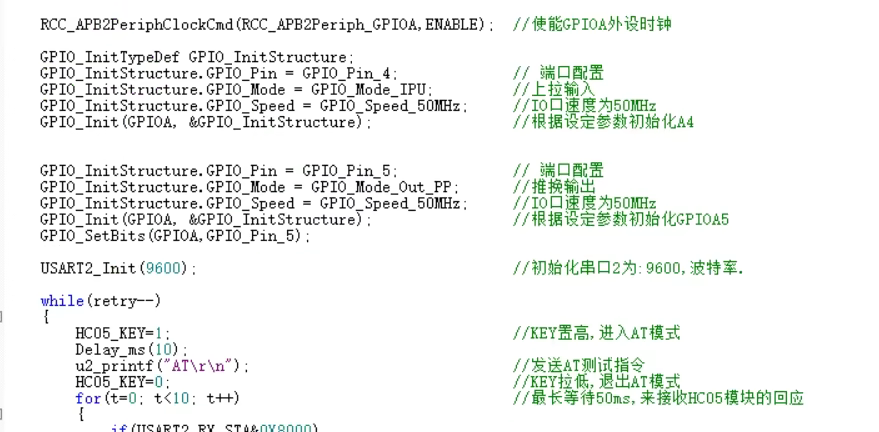 RCC_APB2PeriphClockCmd(RCC_APB2Periph_GPIOA,ENABLE); //使能GPIOA外设时钟
GPIO_InitTypeDef GPIO_InitStructure;
GPIO_InitStructure.GPIO_Pin = GPIO_Pin_4; // 端口配置
GPIO_InitStructure.GPIO_Mode = GPIO_Mode_IPU; //上拉输入
GPIO_InitStructure.GPIO_Speed = GPIO_Speed_50MHz; //IO口速度为50MHz
GPIO_Init(GPIOA, &GPIO_InitStructure); //根据设定参数初始化A4
GPIO_InitStructure.GPIO_Pin = GPIO_Pin_5; // 端口配置
GPIO_InitStructure.GPIO_Mode = GPIO_Mode_Out_PP; //推挽输出
GPIO_InitStructure.GPIO_Speed = GPIO_Speed_50MHz; //IO口速度为50MHz
GPIO_Init(GPIOA, &GPIO_InitStructure); //根据设定参数初始化GPIOA5
GPIO_SetBits(GPIOA,GPIO_Pin_5);
USART2_Init(9600); //初始化串口2为:9600,波特率.
while(retry--)
{
HC05_KEY=1; //KEY置高,进入AT模式
Delay_ms(10);
u2_printf("AT\r\n"); //发送AT测试指令
HC05_KEY=0; //KEY拉低,退出AT模式
for(t=0; t<10; t++) //最长等待50ms,来接收HC05模块的回应
{
if(USART2_RX_STA&0X8000)